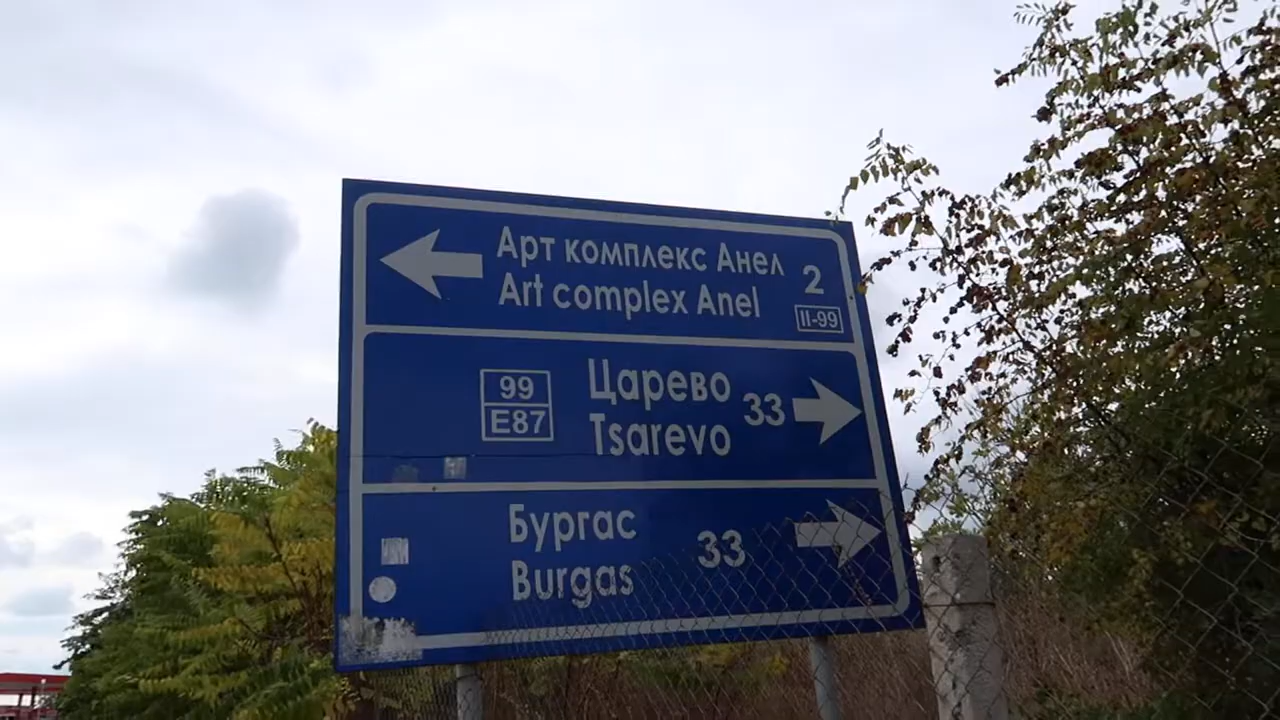 Арт комплекс Анел
Art complex Anel
2
II-99
99
E87
Царево
Tsarevo
33
Бургас
Burgas
33